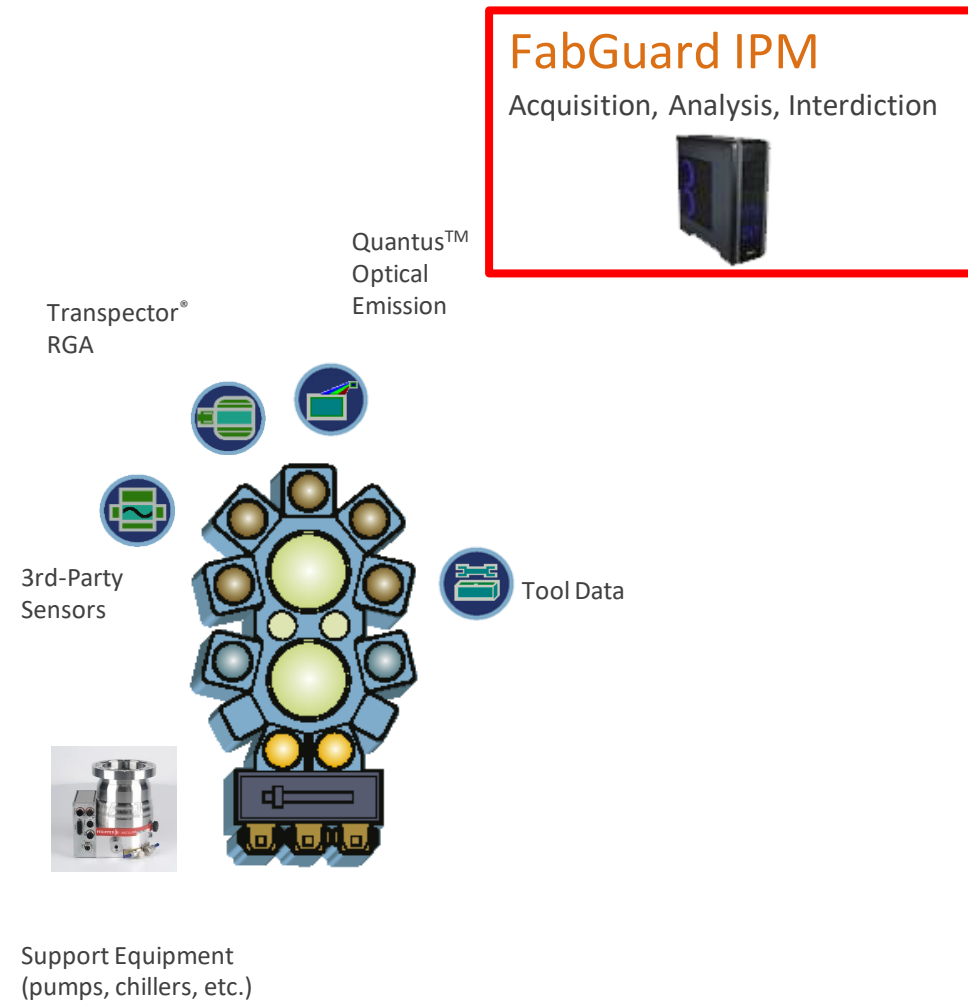 FabGuard IPM
Acquisition, Analysis, Interdiction
Quantus™
Optical
Emission
Transpector®
RGA
3rd-Party
Sensors
Tool Data
Support Equipment
(pumps, chillers, etc.)